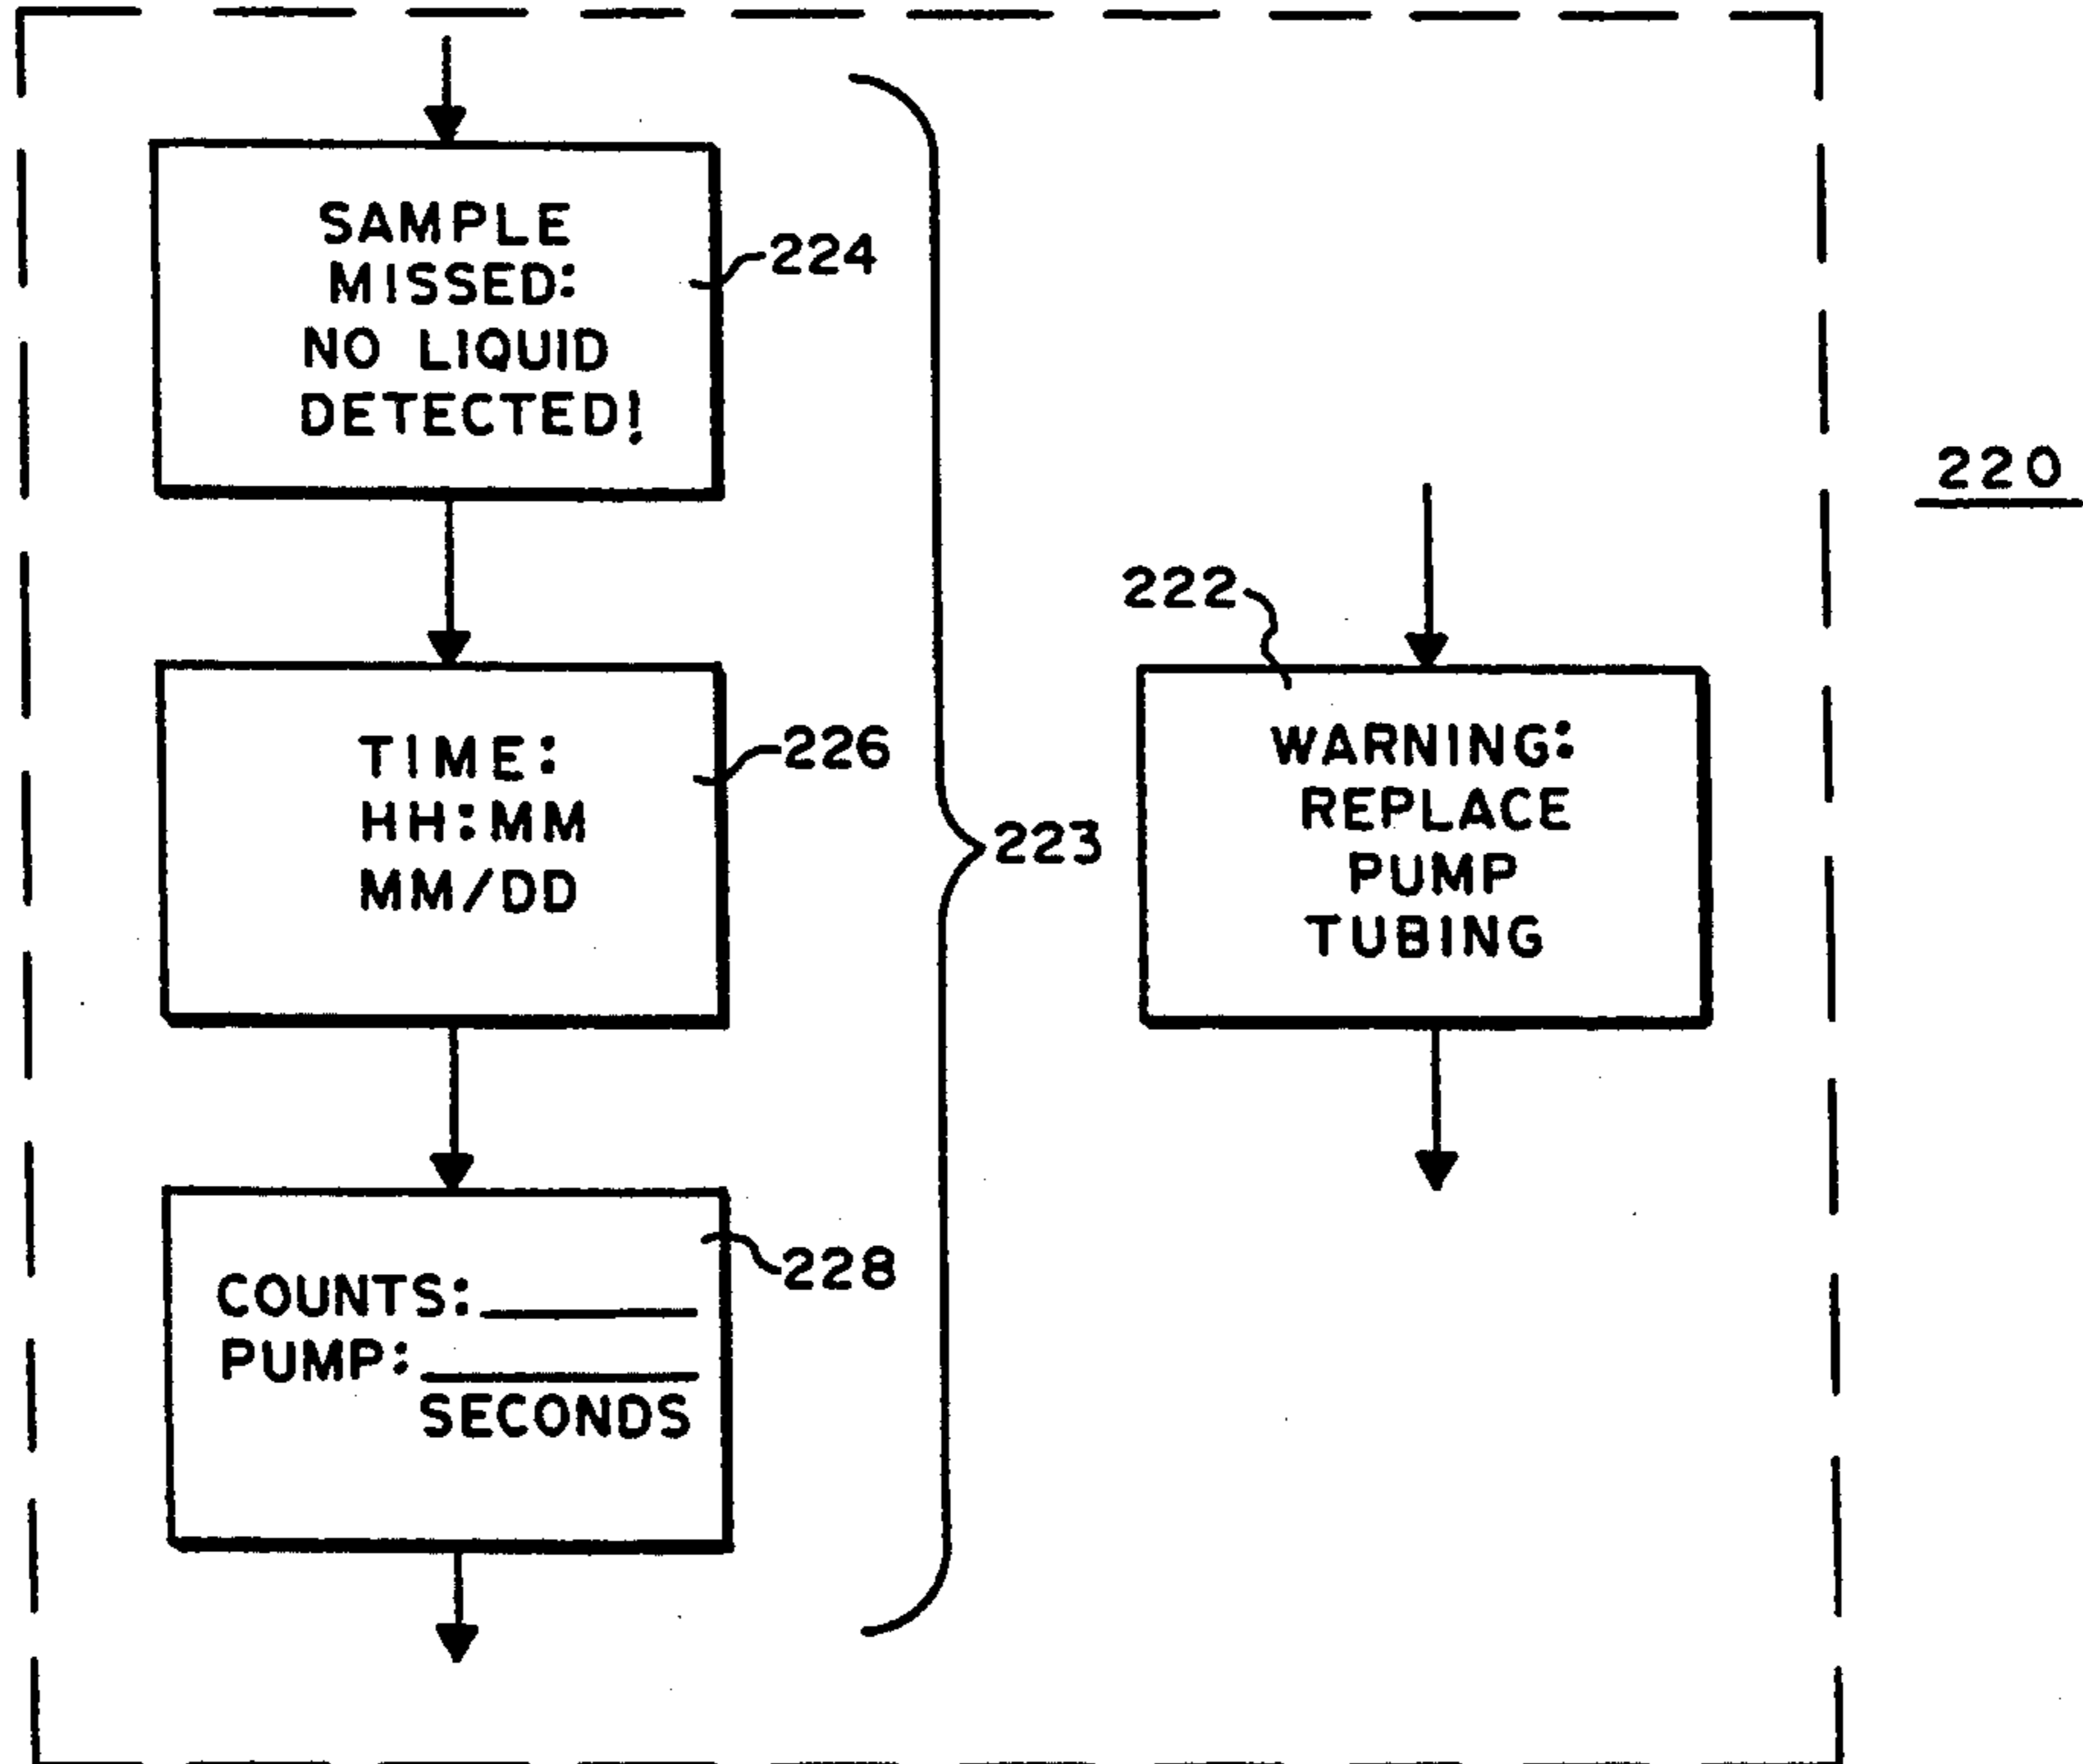 SAMPLE
MISSED:
NO LIQUID
DETECTED!
224
TIME:
HH:MM
MM/DD
226
COUNTS:
PUMP:
SECONDS
228
223
222
WARNING:
REPLACE
PUMP
TUBING
220